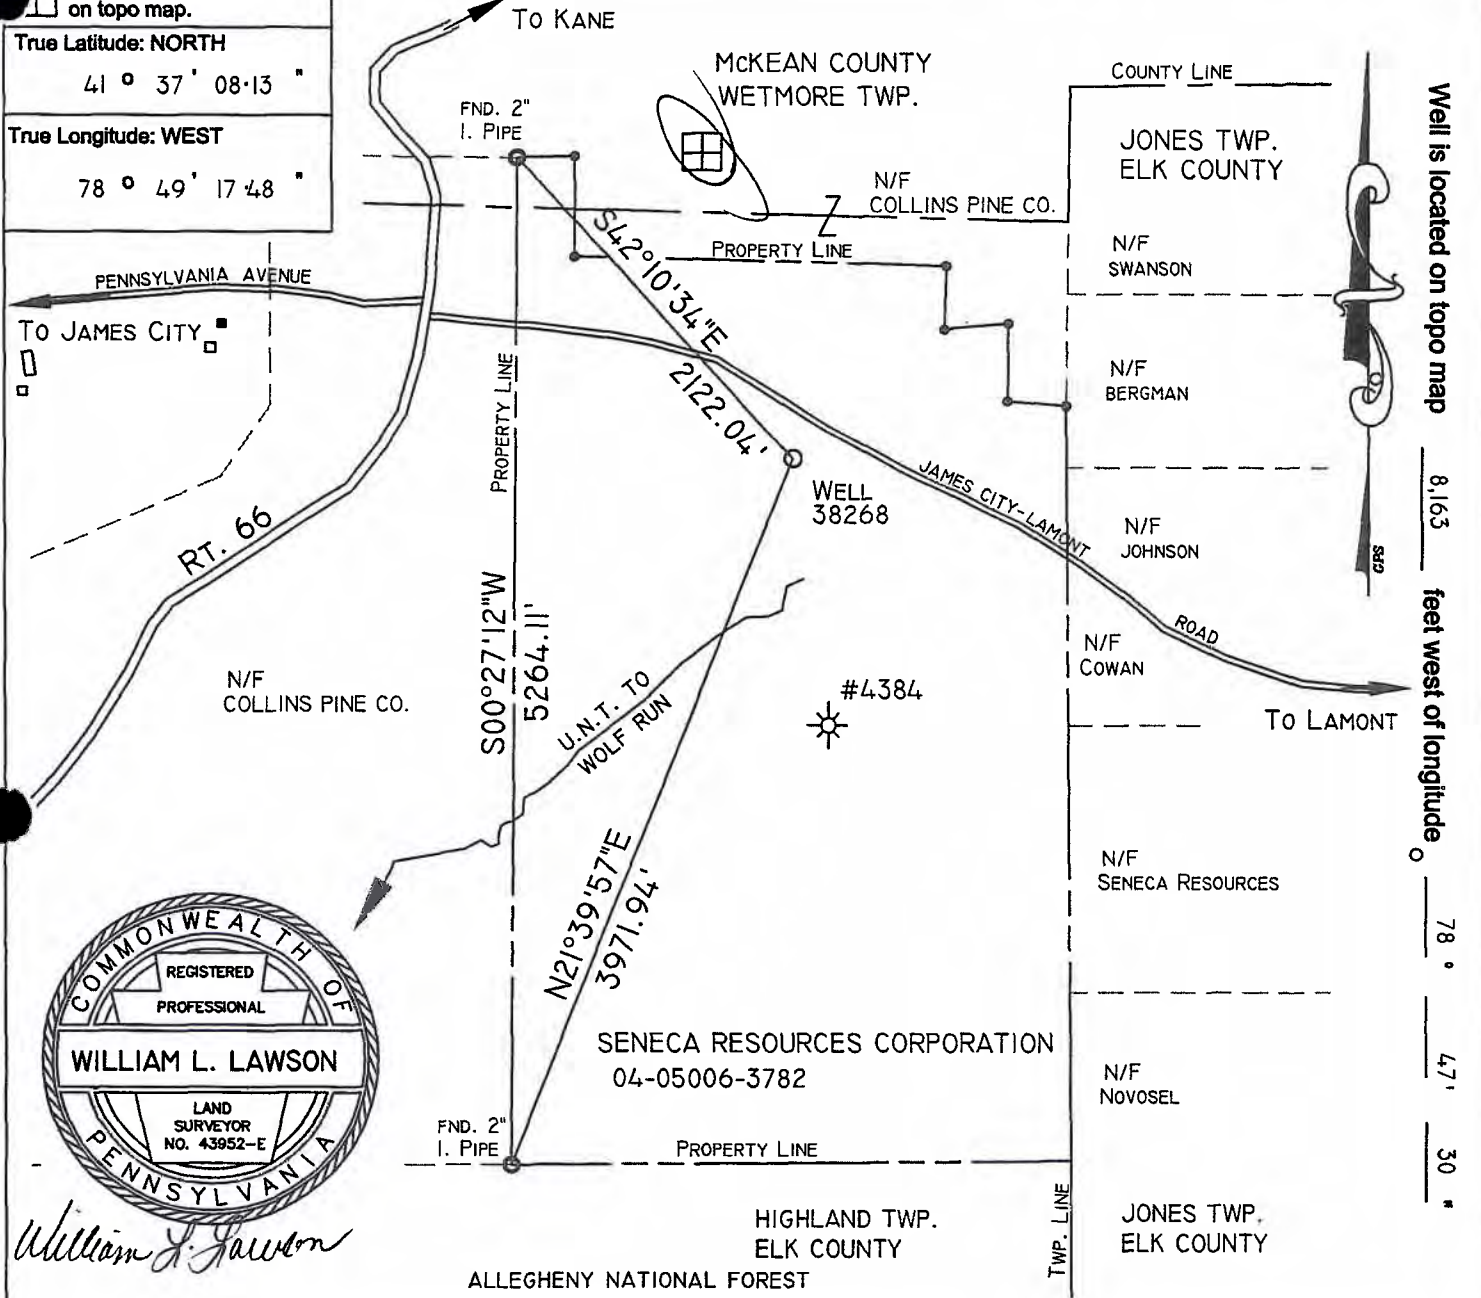 on topo map.
True Latitude: NORTH
41 ° 37 ' 08.13 "
True Longitude: WEST
78 ° 49 ' 17.48 "
TO KANE
FND. 2"
I. PIPE
McKEAN COUNTY
WETMORE TWP.
COUNTY LINE
JONES TWP.
ELK COUNTY
N/F
COLLINS PINE CO.
PROPERTY LINE
N/F
SWANSON
PENNSYLVANIA AVENUE
TO JAMES CITY
S42°10'34"E
2122.04'
PROPERTY LINE
N/F
BERGMAN
WELL
38268
JAMES CITY-LAMONT
ROAD
N/F
JOHNSON
RT. 66
N/F
COWAN
TO LAMONT
N/F
COLLINS PINE CO.
S00°27'12"W
5264.11'
U.N.T. TO
WOLF RUN
#4384
N/F
SENECA RESOURCES
N21°39'57"E
3971.94'
SENECA RESOURCES CORPORATION
04-05006-3782
N/F
NOVOSEL
FND. 2"
I. PIPE
PROPERTY LINE
TWP. LINE
HIGHLAND TWP.
ELK COUNTY
JONES TWP.
ELK COUNTY
ALLEGHENY NATIONAL FOREST
COMMONWEALTH OF
REGISTERED
PROFESSIONAL
WILLIAM L. LAWSON
LAND
SURVEYOR
NO. 43952-E
PENNSYLVANIA
William L. Lawson
GPS
Well is located on topo map 8,163 feet west of longitude 78 ° 47' 30 "